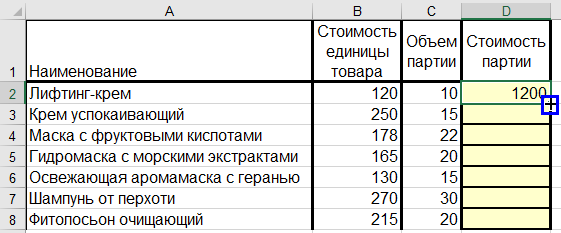 A B C D
1 Наименование Стоимость единицы товара Объем партии Стоимость партии
2 Лифтинг-крем 120 10 1200
3 Крем успокаивающий 250 15
4 Маска с фруктовыми кислотами 178 22
5 Гидромаска с морскими экстрактами 165 20
6 Освежающая аромамаска с геранью 130 15
7 Шампунь от перхоти 270 30
8 Фитолосьон очищающий 215 20